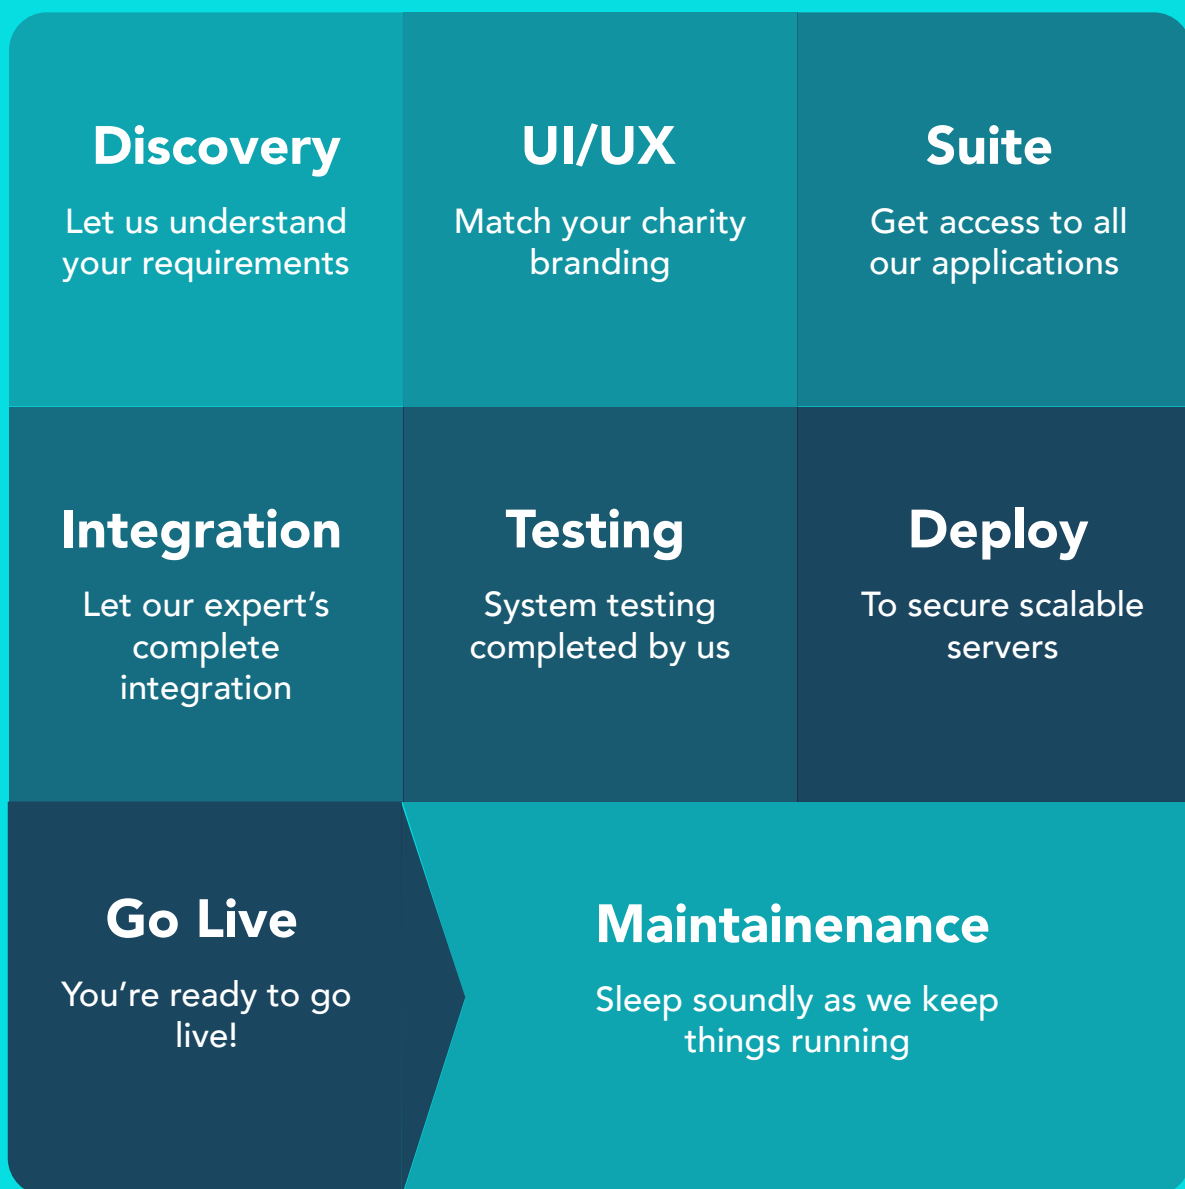 Discovery
Let us understand
your requirements
UI/UX
Match your charity
branding
Suite
Get access to all
our applications
Integration
Let our expert’s
complete
integration
Testing
System testing
completed by us
Deploy
To secure scalable
servers
Go Live
You’re ready to go
live!
Maintainenance
Sleep soundly as we keep
things running